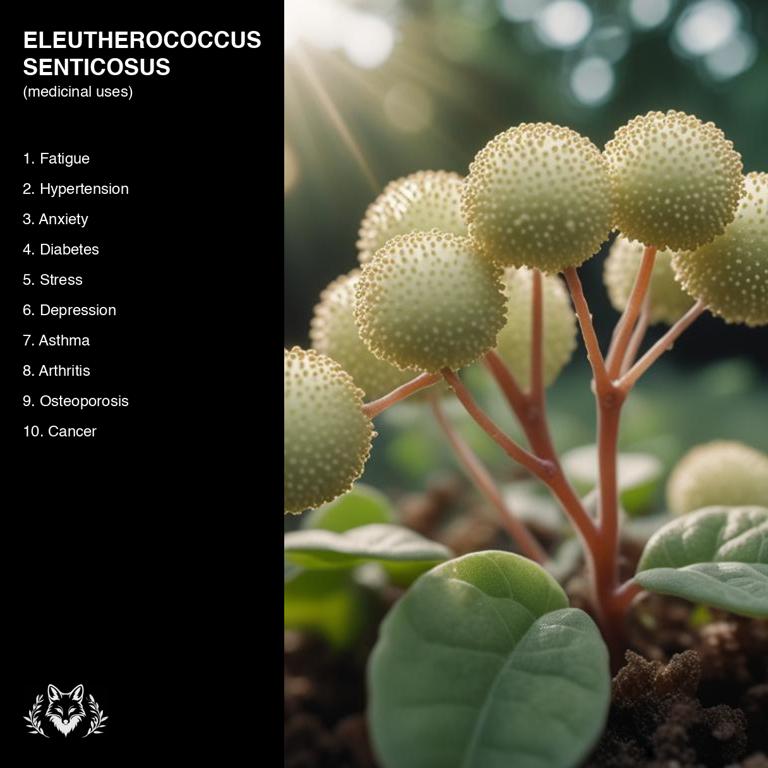 ELEUTHEROCOCCUS
SENTICOSUS
(medicinal uses)
1. Fatigue
2. Hypertension
3. Anxiety
4. Diabetes
5. Stress
6. Depression
7. Asthma
8. Arthritis
9. Osteoporosis
10. Cancer